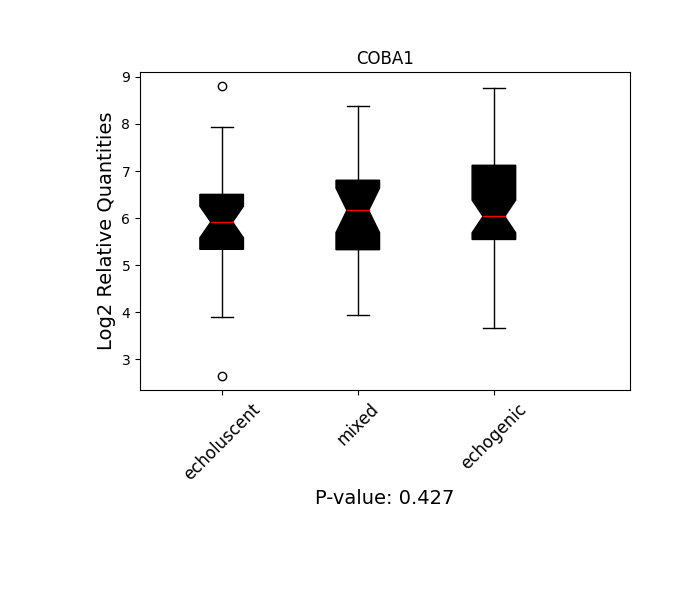 COBA1
Log2 Relative Quantities
9
8
7
6
5
4
3
echoluscent
mixed
echogenic
P-value: 0.427